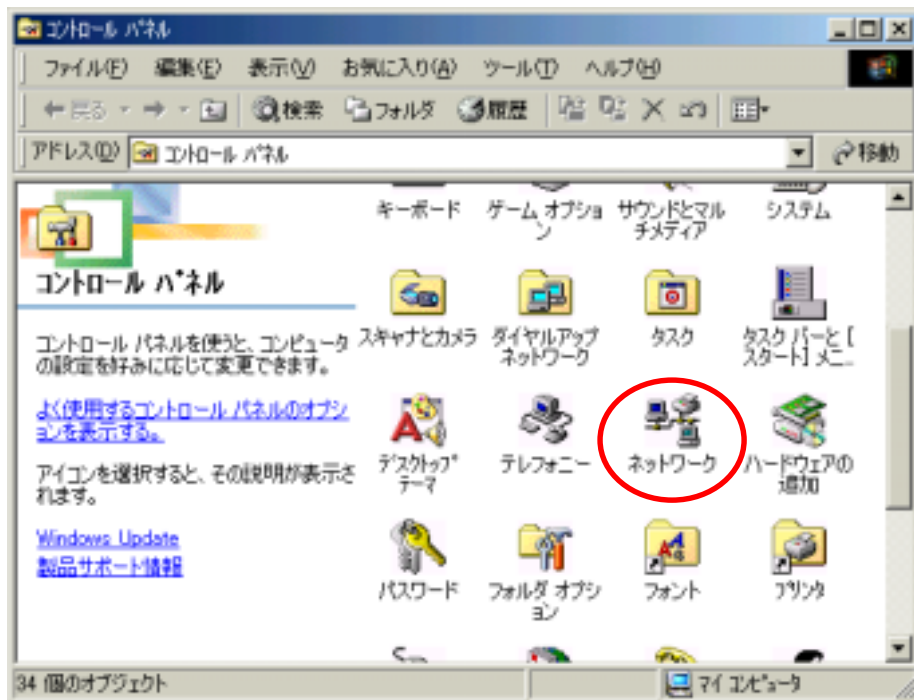 コントロール パネル
ファイル(F) 編集(E) 表示(V) お気に入り(A) ツール(T) ヘルプ(H)
戻る 検索 フォルダ 履歴
アドレス(D) コントロール パネル 移動
コントロール パネル
コントロール パネルを使うと、コンピュータ
の設定を好みに応じて変更できます。
よく使用するコントロール パネルのオプシ
ョンを表示する。
アイコンを選択すると、その説明が表示さ
れます。
Windows Update
製品サポート情報
キーボード
ゲーム オプショ
ン
サウンドとマル
チメディア
システム
スキャナとカメラ
ダイヤルアップ
ネットワーク
タスク
タスク バーと [
スタート] メニ...
デスクトップ
テーマ
テレフォニー
ネットワーク
ハードウェアの
追加
パスワード
フォルダ オプシ
ョン
フォント
プリンタ
34 個のオブジェクト
マイ コンピュータ